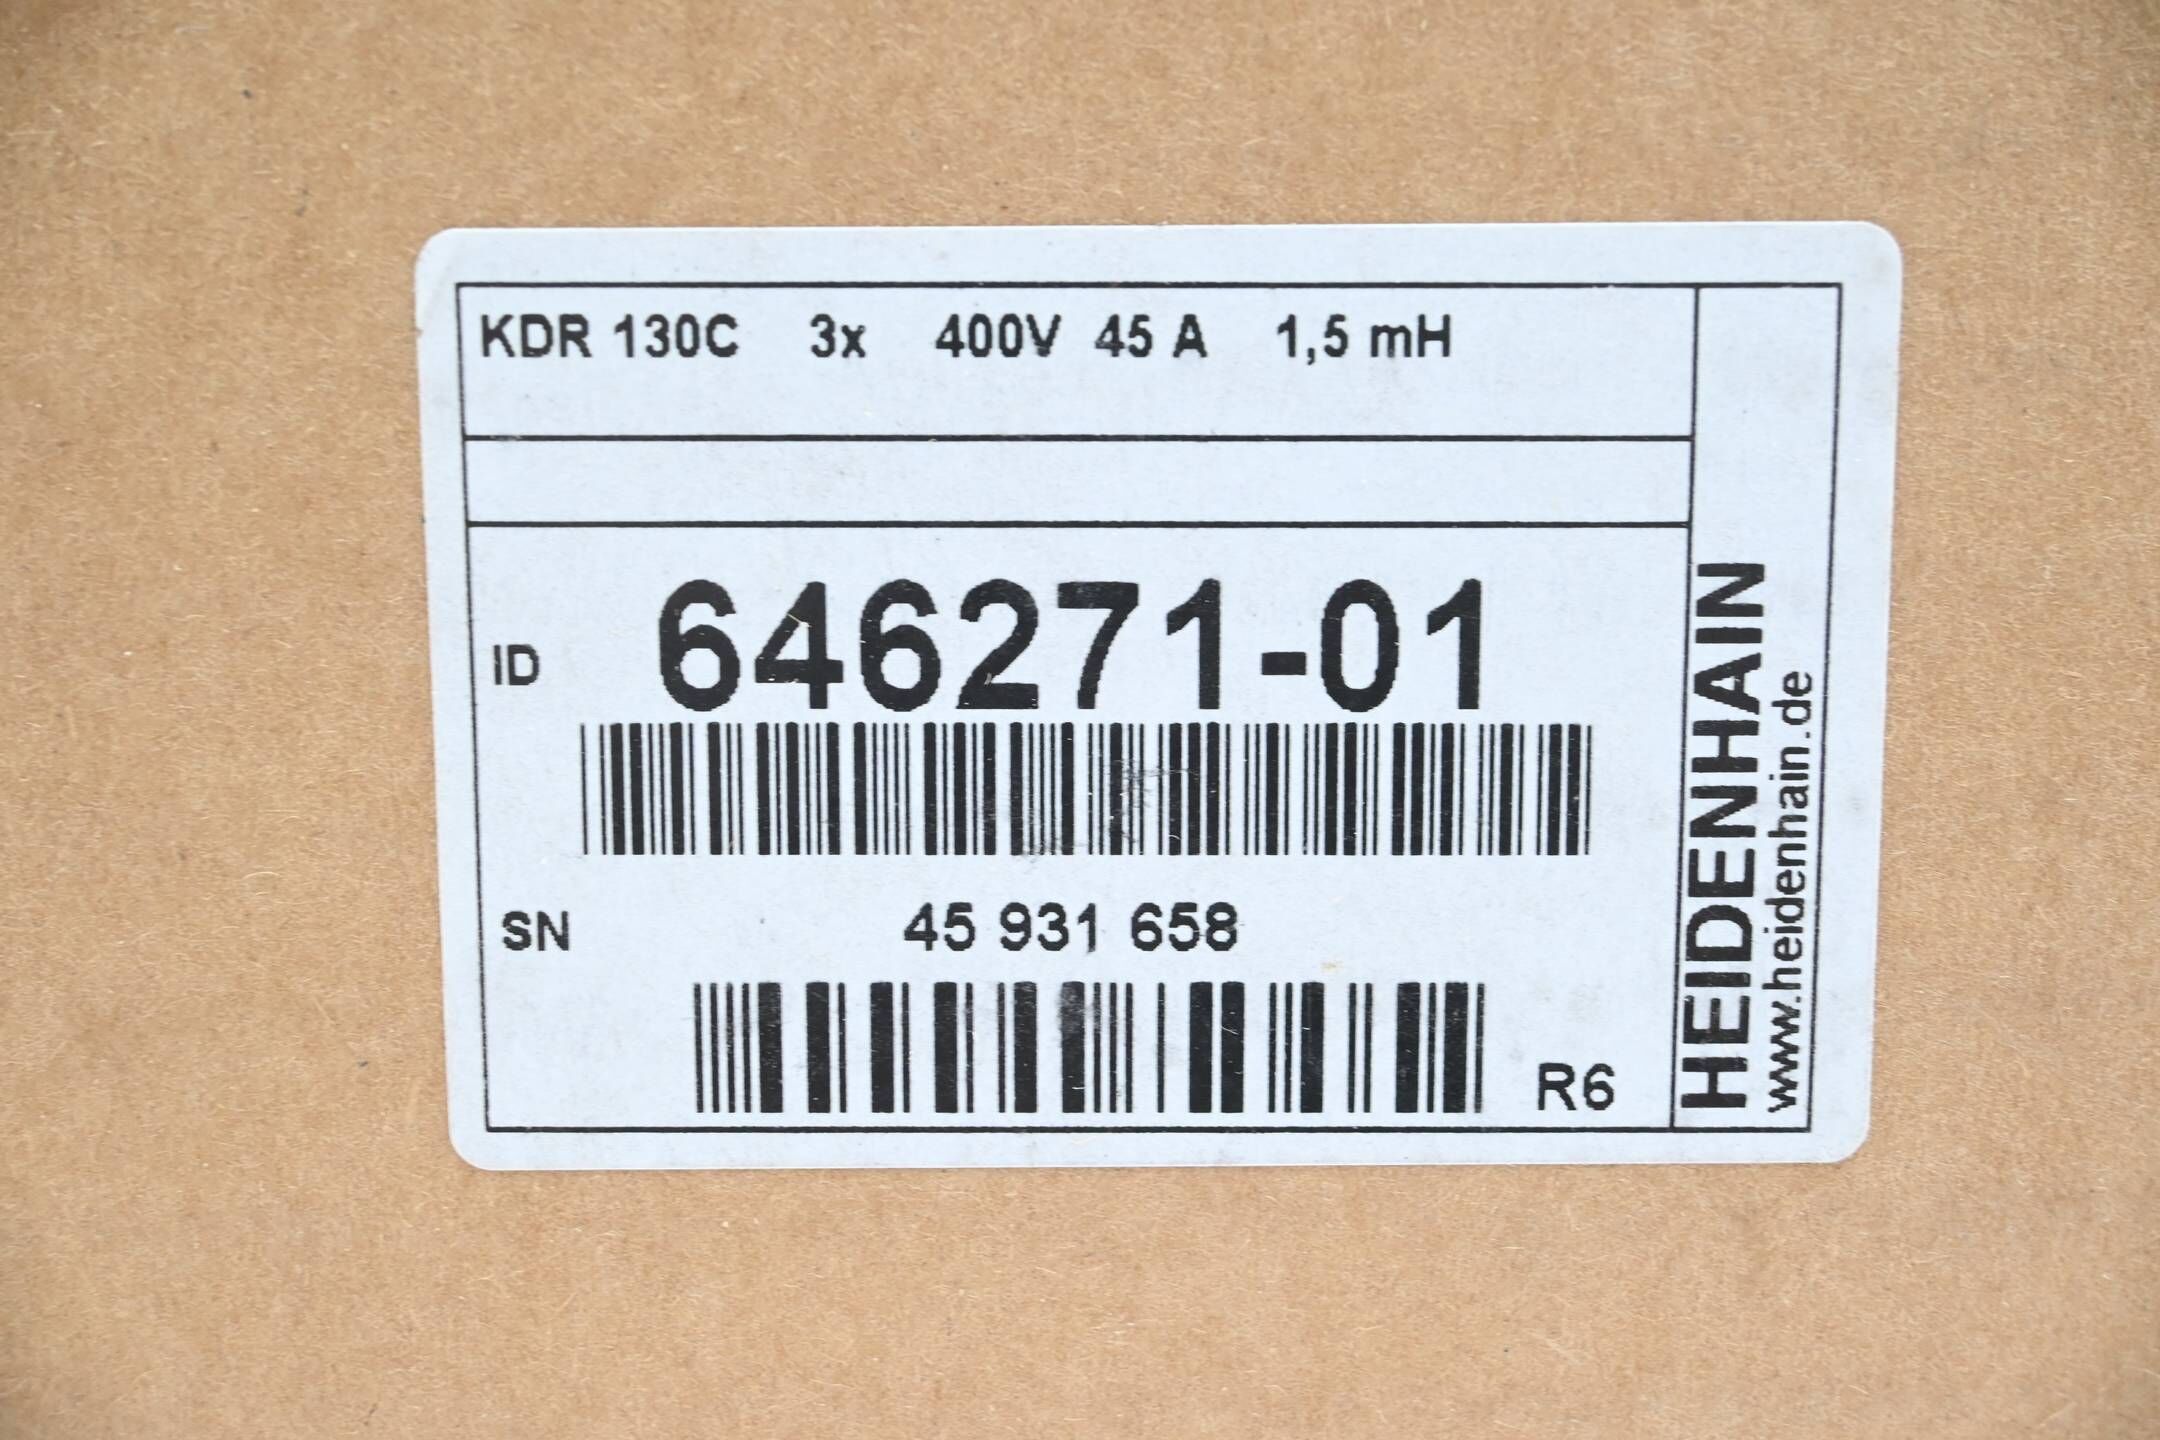 KDR 130C 3x 400V 45 A 1,5 mH
ID 646271-01
SN 45 931 658
R6
HEIDENHAIN
www.heidenhain.de